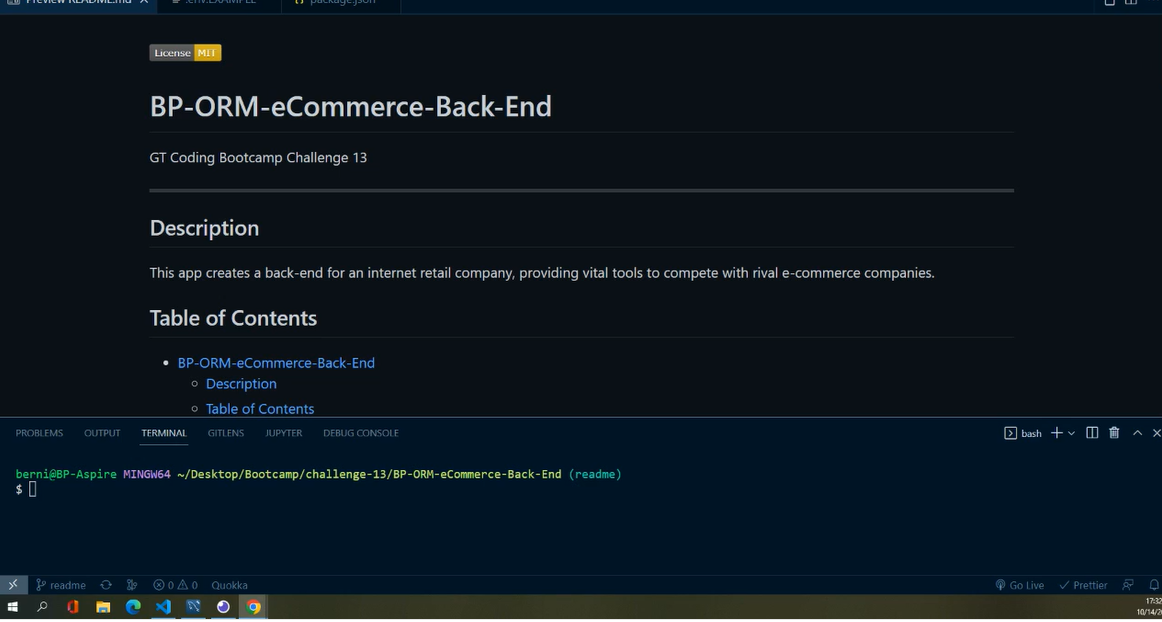 Preview README.md
.env.EXAMPLE
package.json
License MIT
BP-ORM-eCommerce-Back-End
GT Coding Bootcamp Challenge 13
Description
This app creates a back-end for an internet retail company, providing vital tools to compete with rival e-commerce companies.
Table of Contents
BP-ORM-eCommerce-Back-End
Description
Table of Contents
PROBLEMS OUTPUT TERMINAL GITLENS JUPYTER DEBUG CONSOLE bash
berni@BP-Aspire MINGW64 ~/Desktop/Bootcamp/challenge-13/BP-ORM-eCommerce-Back-End (readme)
$
readme 0 0 Quokka Go Live Prettier
17:32